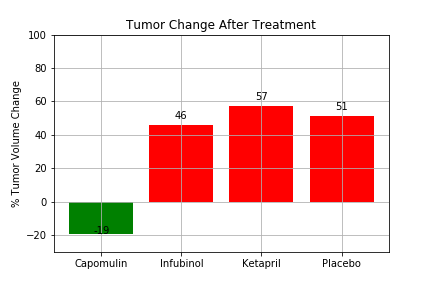 Tumor Change After Treatment
% Tumor Volume Change
100
80
60
40
20
0
−20
-19
46
57
51
Capomulin
Infubinol
Ketapril
Placebo